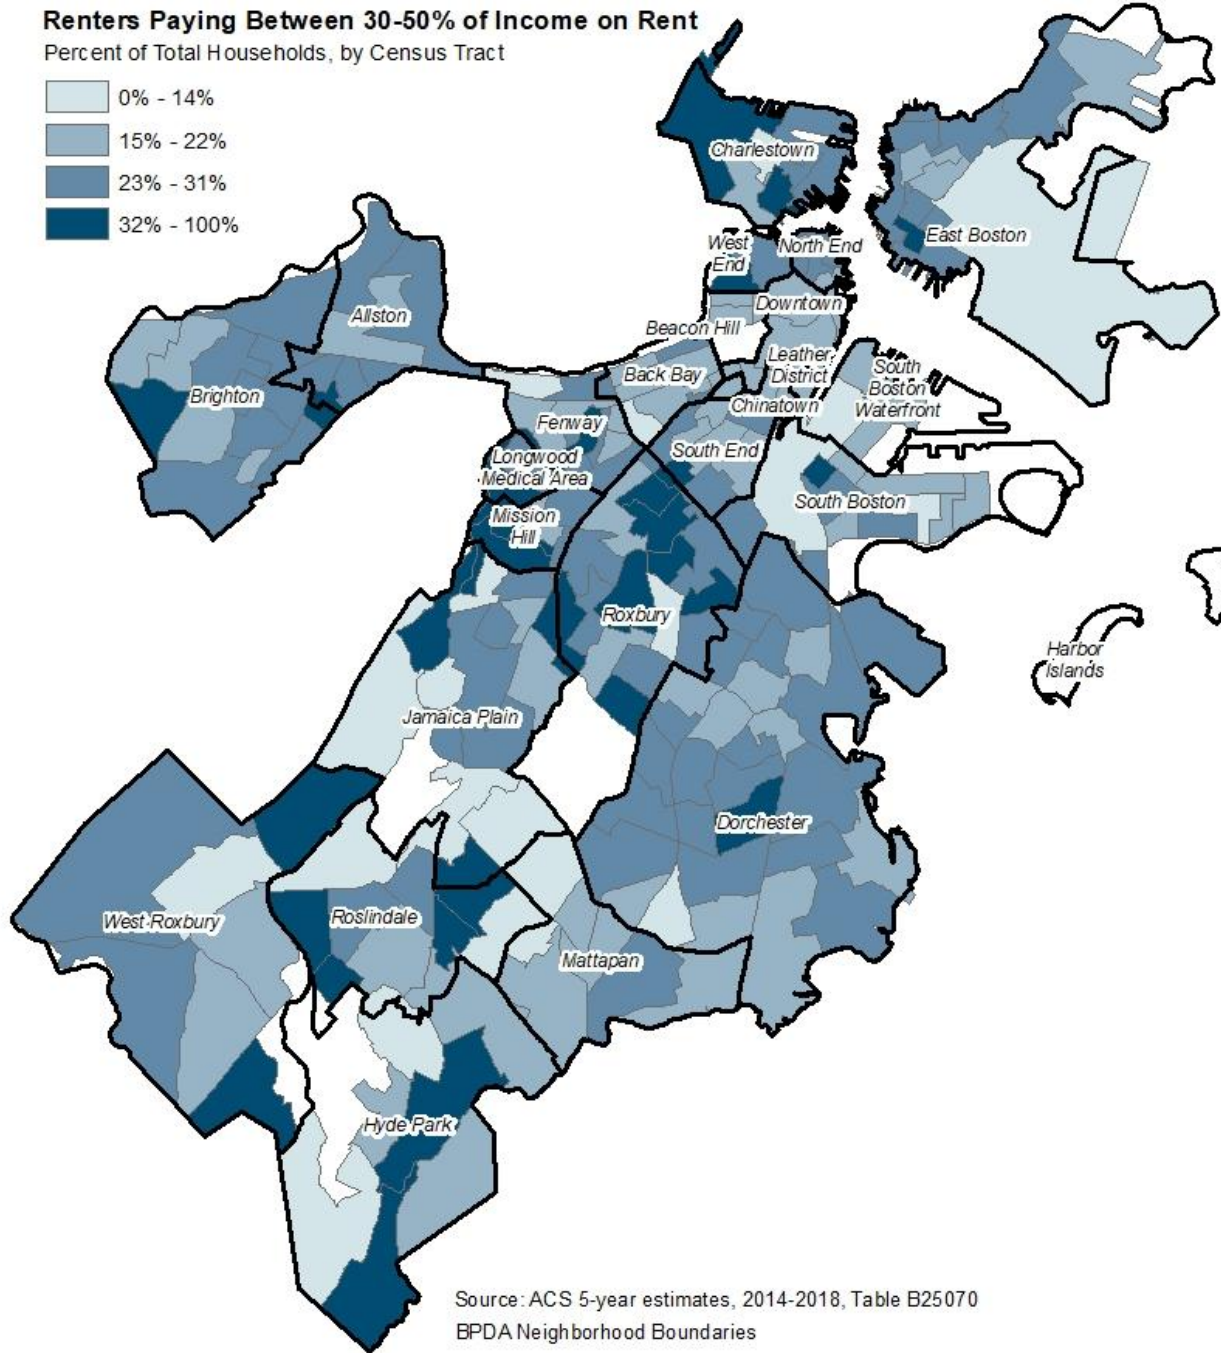 Renters Paying Between 30-50% of Income on Rent
Percent of Total Households, by Census Tract
0% - 14%
15% - 22%
23% - 31%
32% - 100%
Charlestown
West
End
North End
East Boston
Downtown
Allston
Beacon Hill
Leather
District
South
Boston
Waterfront
Back Bay
Brighton
Chinatown
Fenway
South End
Longwood
Medical Area
South Boston
Mission
Hill
Roxbury
Harbor
Islands
Jamaica Plain
Dorchester
West Roxbury
Roslindale
Mattapan
Hyde Park
Source: ACS 5-year estimates, 2014-2018, Table B25070
BPDA Neighborhood Boundaries